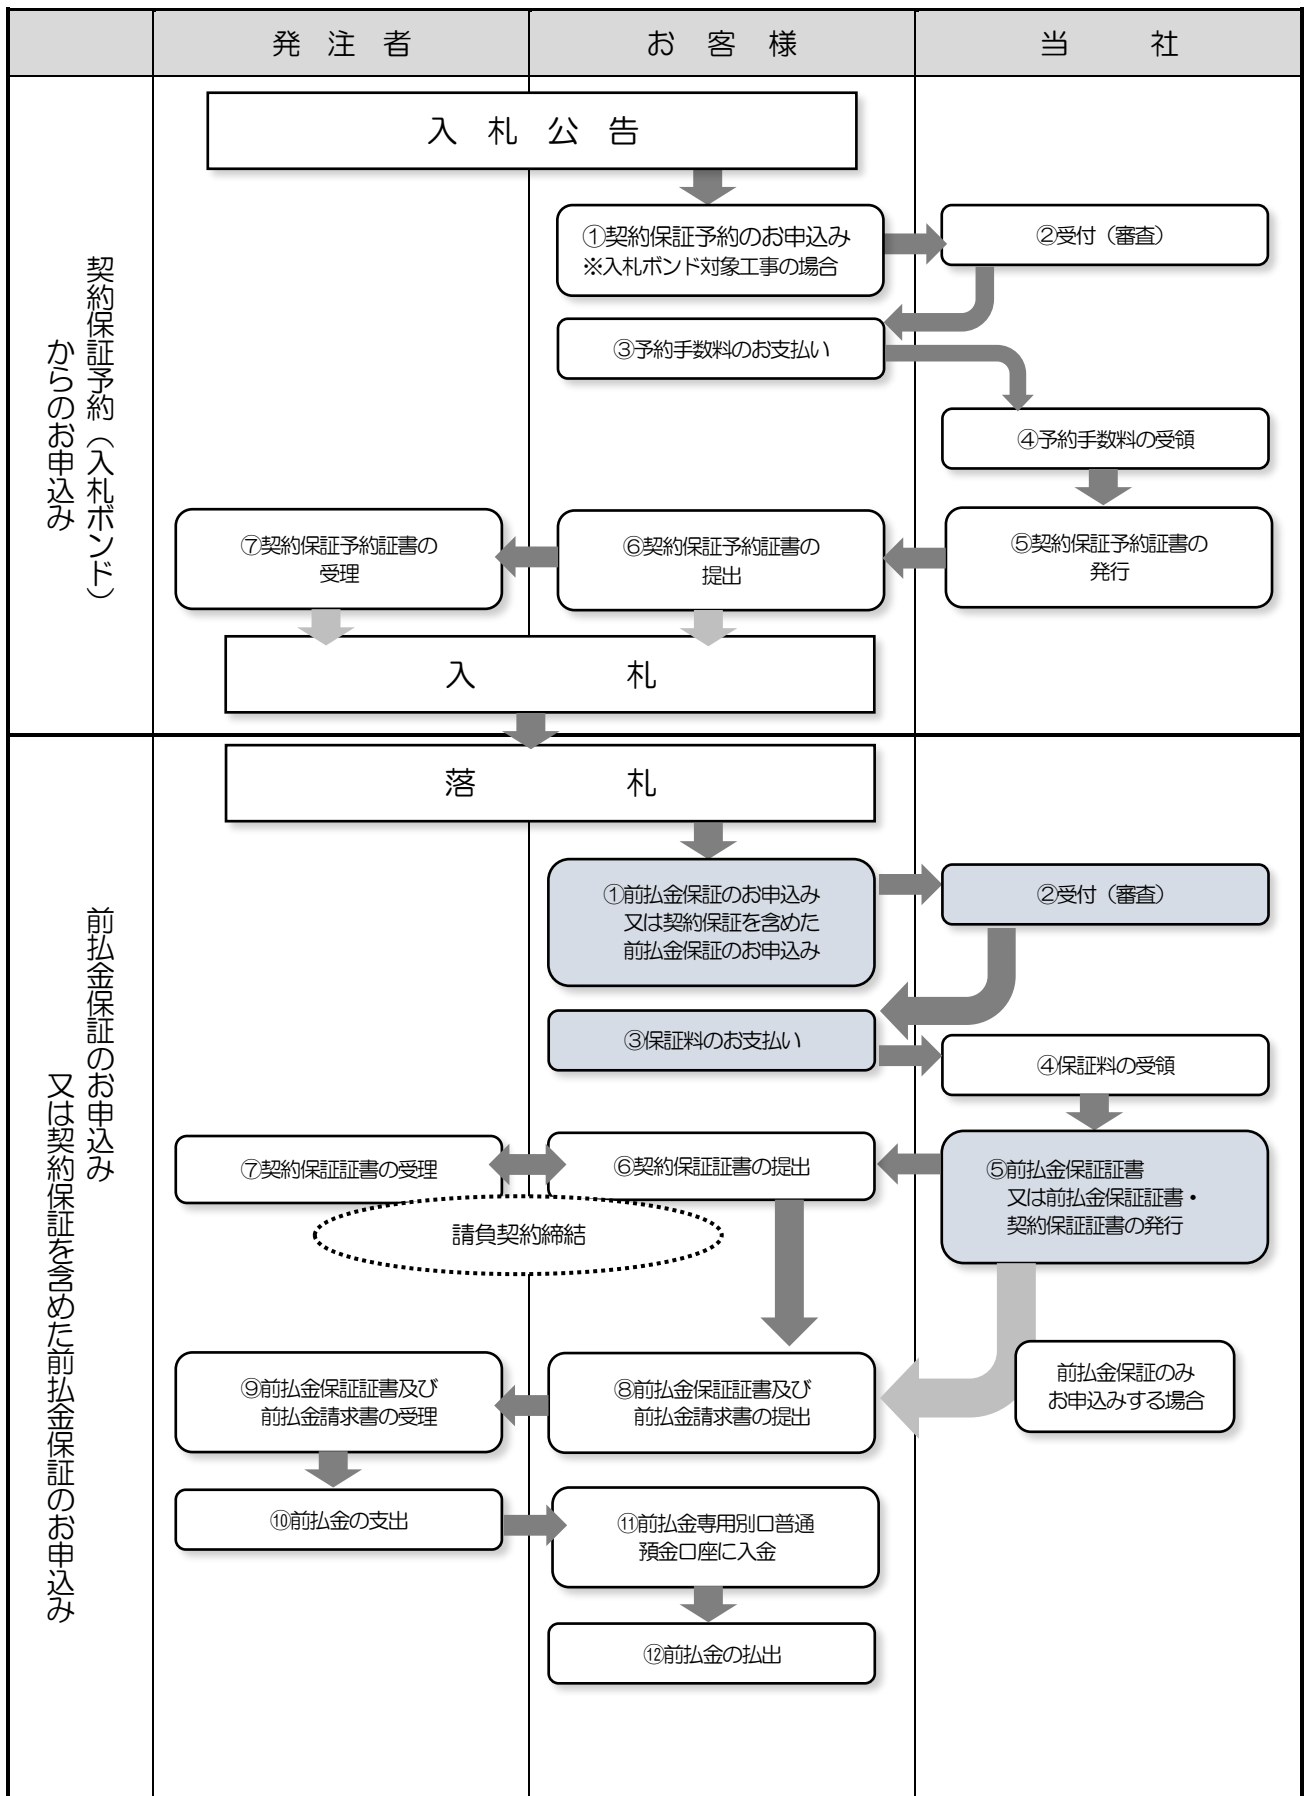 発 注 者
お 客 様
当 社
契約保証予約（入札ボンド）
からのお申込み
入 札 公 告
①契約保証予約のお申込み
※入札ボンド対象工事の場合
②受付（審査）
③予約手数料のお支払い
④予約手数料の受領
⑤契約保証予約証書の
発行
⑥契約保証予約証書の
提出
⑦契約保証予約証書の
受理
入 札
前払金保証のお申込み
又は契約保証を含めた前払金保証のお申込み
落 札
①前払金保証のお申込み
又は契約保証を含めた
前払金保証のお申込み
②受付（審査）
③保証料のお支払い
④保証料の受領
⑤前払金保証証書
又は前払金保証証書・
契約保証証書の発行
⑥契約保証証書の提出
⑦契約保証証書の受理
請負契約締結
前払金保証のみ
お申込みする場合
⑧前払金保証証書及び
前払金請求書の提出
⑨前払金保証証書及び
前払金請求書の受理
⑩前払金の支出
⑪前払金専用別口普通
預金口座に入金
⑫前払金の払出